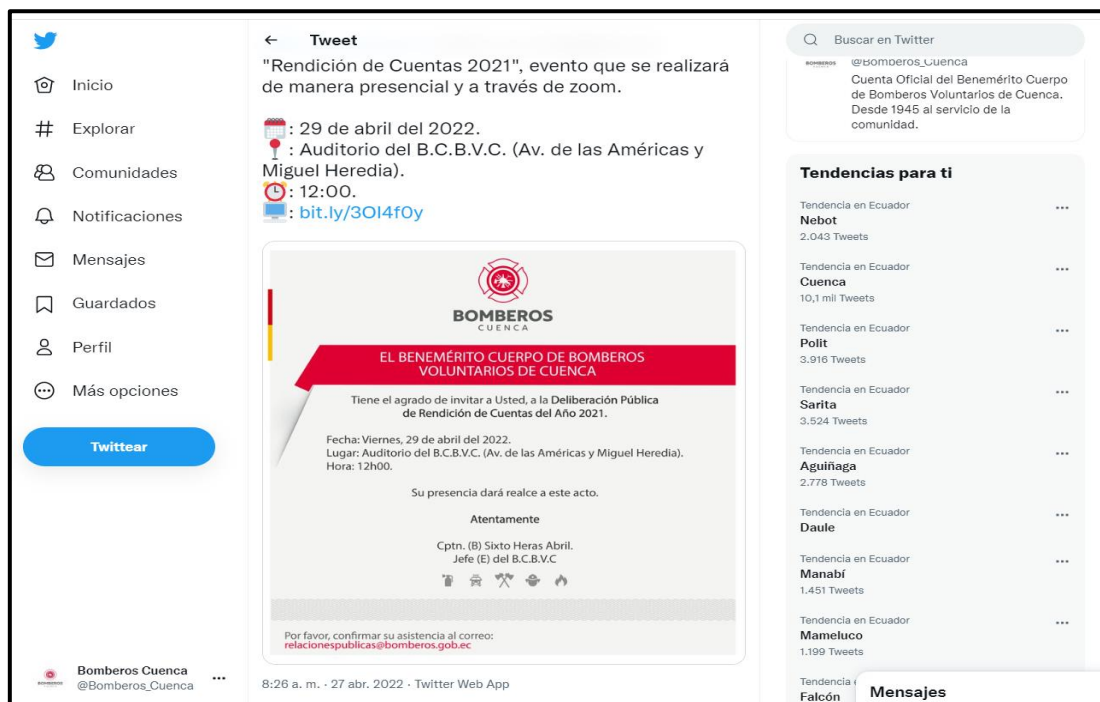 Inicio
Explorar
Comunidades
Notificaciones
Mensajes
Guardados
Perfil
Más opciones
Twittear
Bomberos Cuenca
@Bomberos_Cuenca
Tweet
"Rendición de Cuentas 2021", evento que se realizará
de manera presencial y a través de zoom.
: 29 de abril del 2022.
: Auditorio del B.C.B.V.C. (Av. de las Américas y
Miguel Heredia).
: 12:00.
: bit.ly/3OI4f0y
BOMBEROS
CUENCA
EL BENEMÉRITO CUERPO DE BOMBEROS
VOLUNTARIOS DE CUENCA
Tiene el agrado de invitar a Usted, a la Deliberación Pública
de Rendición de Cuentas del Año 2021.
Fecha: Viernes, 29 de abril del 2022.
Lugar: Auditorio del B.C.B.V.C. (Av. de las Américas y Miguel Heredia).
Hora: 12h00.
Su presencia dará realce a este acto.
Atentamente
Cptn. (B) Sixto Heras Abril.
Jefe (E) del B.C.B.V.C
Por favor, confirmar su asistencia al correo:
relacionespublicas@bomberos.gob.ec
8:26 a. m. · 27 abr. 2022 · Twitter Web App
Buscar en Twitter
BOMBEROS
@Bomberos_Cuenca
Cuenta Oficial del Benemérito Cuerpo
de Bomberos Voluntarios de Cuenca.
Desde 1945 al servicio de la
comunidad.
Tendencias para ti
Tendencia en Ecuador
Nebot
2.043 Tweets
Tendencia en Ecuador
Cuenca
10,1 mil Tweets
Tendencia en Ecuador
Polit
3.916 Tweets
Tendencia en Ecuador
Sarita
3.524 Tweets
Tendencia en Ecuador
Aguiñaga
2.778 Tweets
Tendencia en Ecuador
Daule
Tendencia en Ecuador
Manabí
1.451 Tweets
Tendencia en Ecuador
Mameluco
1.199 Tweets
Tendencia
Falcón
Mensajes